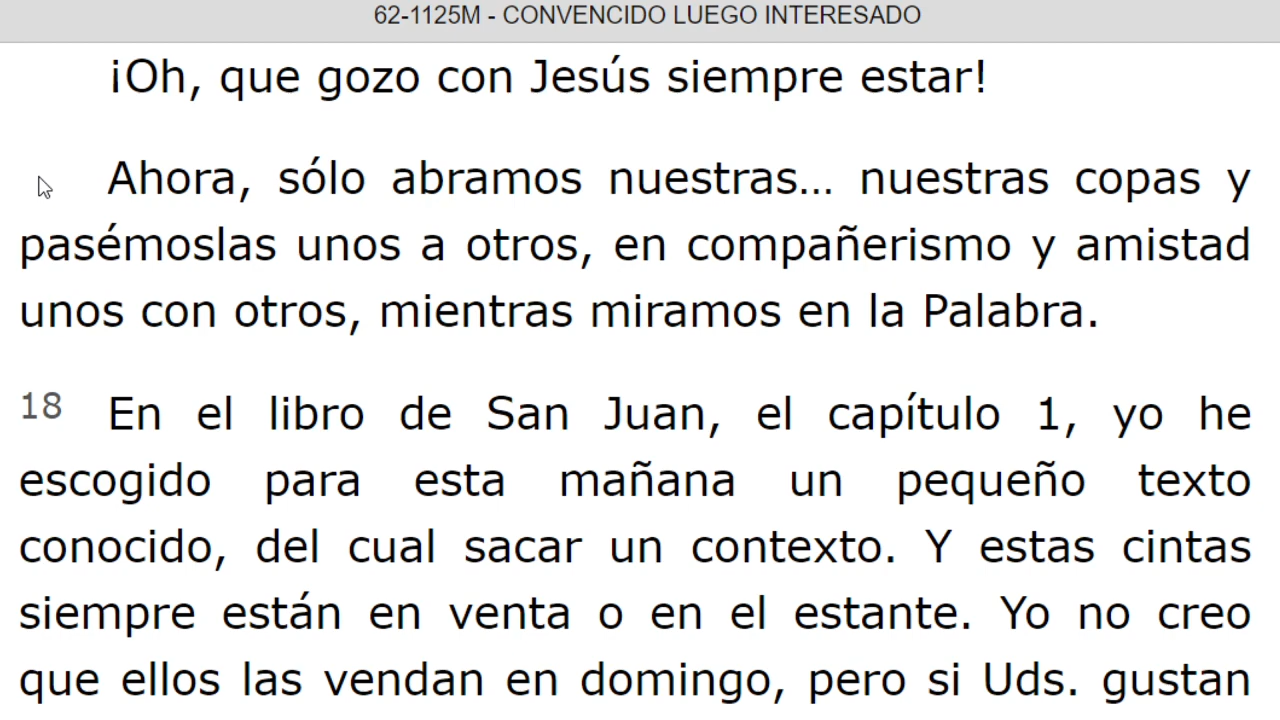 62-1125M - CONVENCIDO LUEGO INTERESADO
¡Oh, que gozo con Jesús siempre estar!
Ahora, sólo abramos nuestras... nuestras copas y
pasémoslas unos a otros, en compañerismo y amistad
unos con otros, mientras miramos en la Palabra.
18 En el libro de San Juan, el capítulo 1, yo he
escogido para esta mañana un pequeño texto
conocido, del cual sacar un contexto. Y estas cintas
siempre están en venta o en el estante. Yo no creo
que ellos las vendan en domingo, pero si Uds. gustan